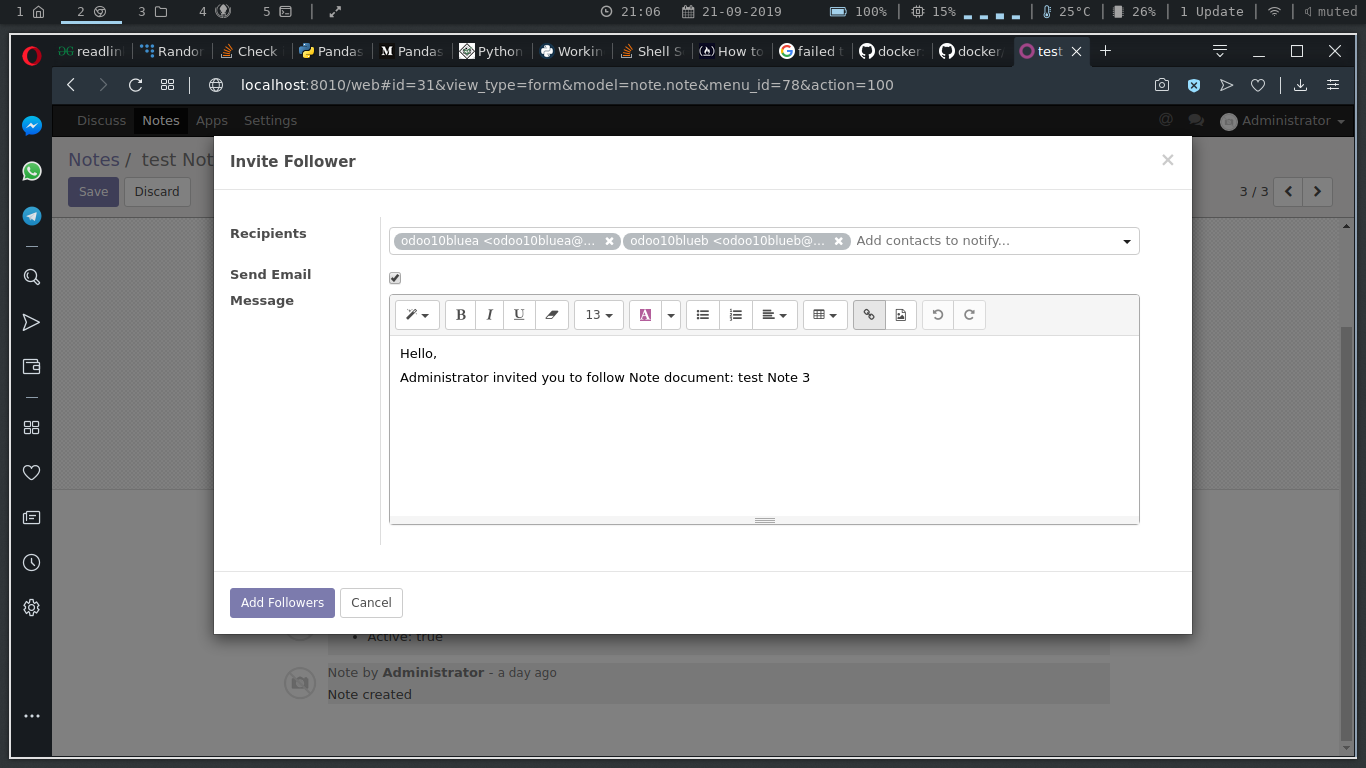 1 2 3 4 5 21:06 21-09-2019 100% 15% 25°C 26% 1 Update muted
readlin Randor Check Pandas Pandas Python Workin Shell S How to failed t docker docker test
localhost:8010/web#id=31&view_type=form&model=note.note&menu_id=78&action=100
Discuss Notes Apps Settings @ Administrator
Notes / test Not
Save Discard 3 / 3
Invite Follower ×
Recipients odoo10bluea <odoo10bluea@... × odoo10blueb <odoo10blueb@... × Add contacts to notify...
Send Email
Message
B I U 13 A
Hello,
Administrator invited you to follow Note document: test Note 3
Add Followers Cancel
Active: true
Note by Administrator - a day ago
Note created